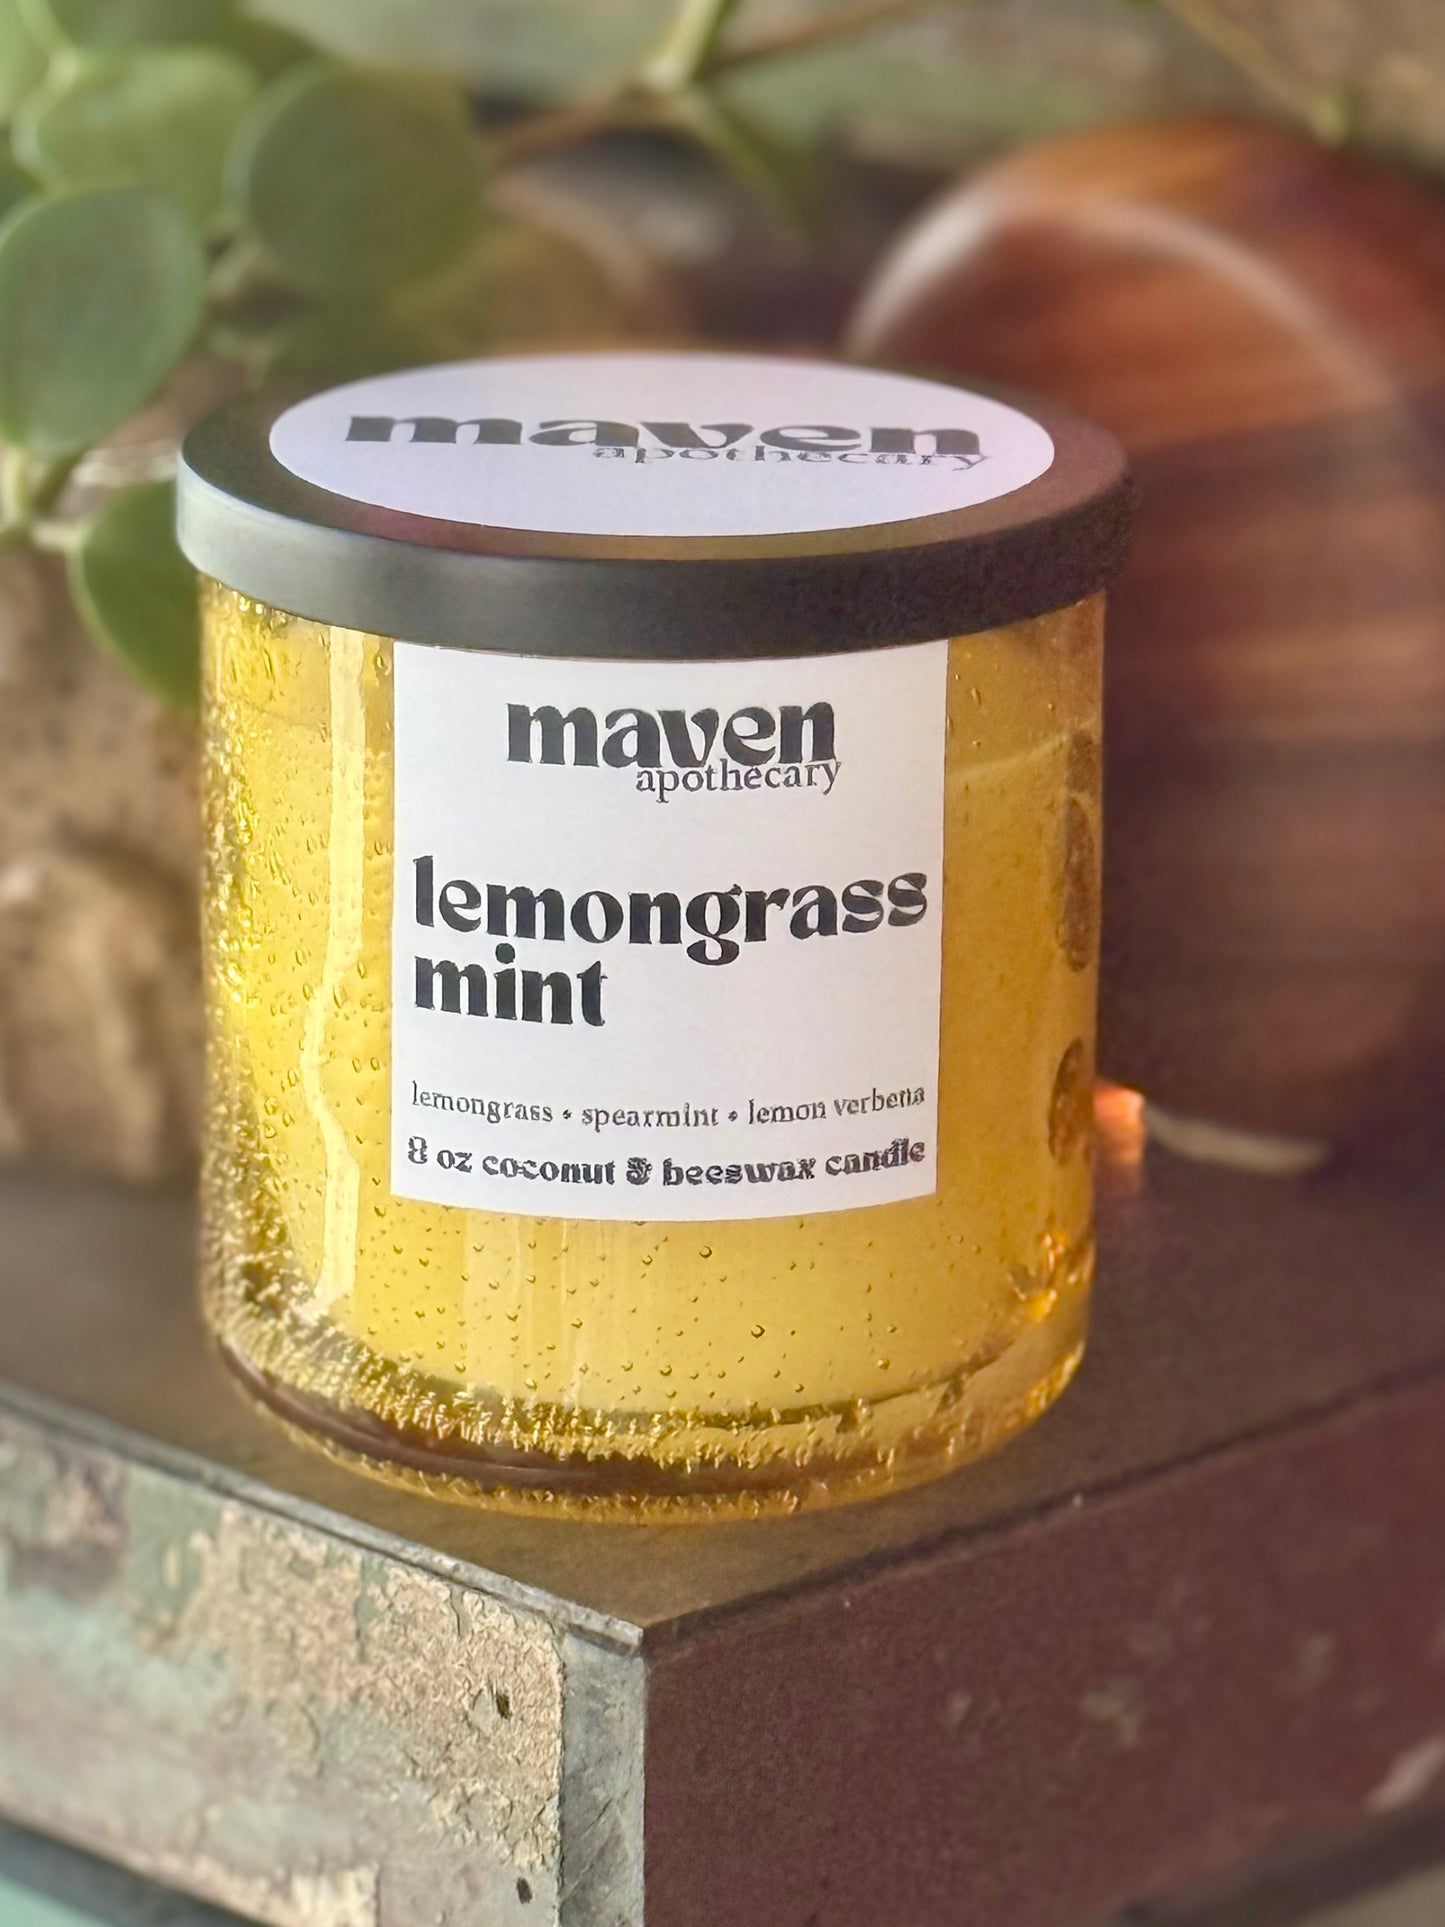 maven
apothecary
maven
apothecary
lemongrass
mint
lemongrass • spearmint • lemon verbena
8 oz coconut & beeswax candle